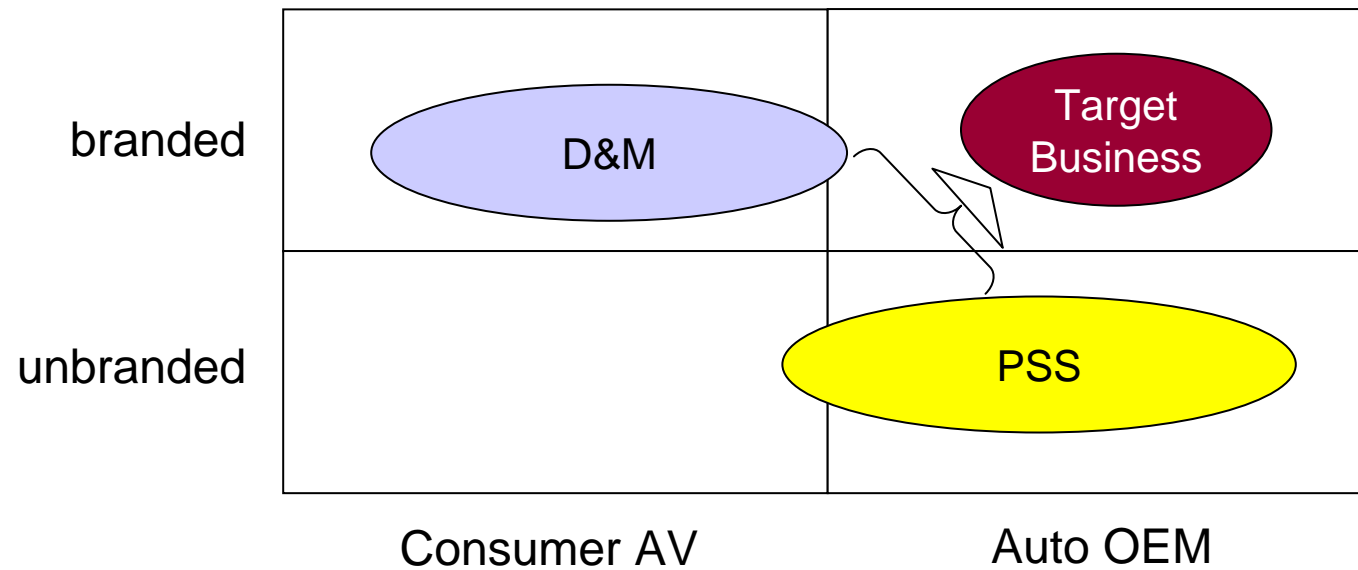 branded
D&M
Target
Business
unbranded
PSS
Consumer AV
Auto OEM